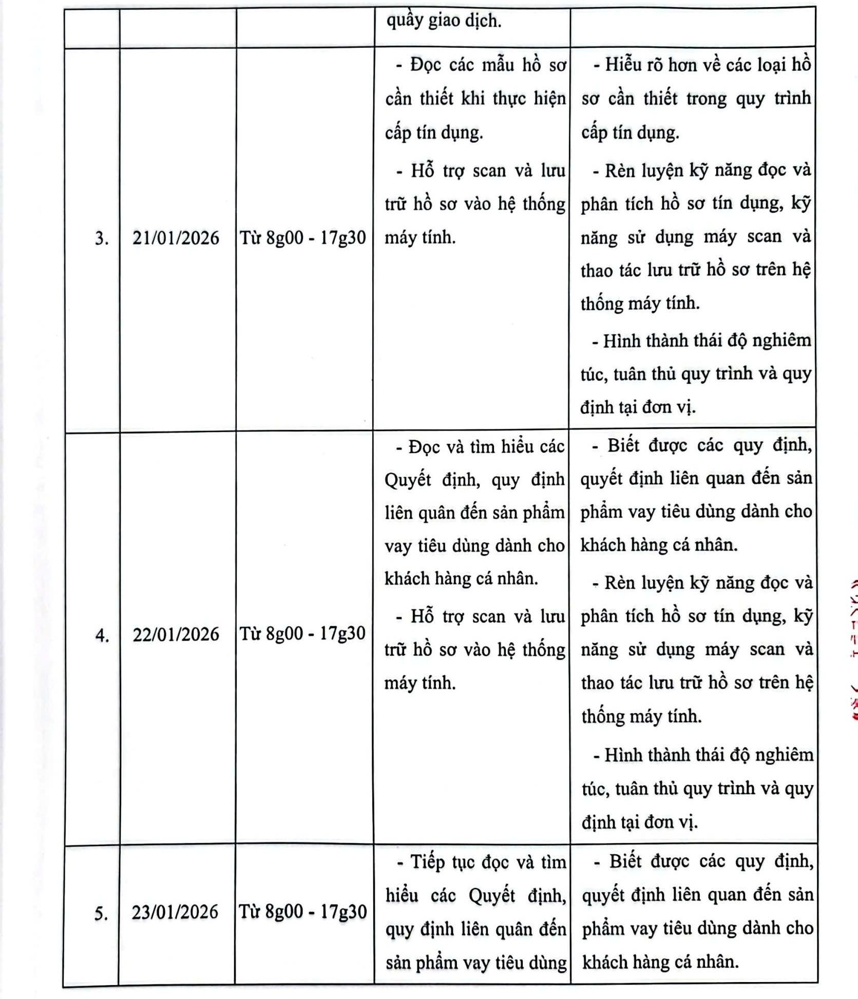 quầy giao dịch.
3.
21/01/2026
Từ 8g00 - 17g30
- Đọc các mẫu hồ sơ
cần thiết khi thực hiện
cấp tín dụng.
- Hỗ trợ scan và lưu
trữ hồ sơ vào hệ thống
máy tính.
- Hiễu rõ hơn về các loại hồ
sơ cần thiết trong quy trình
cấp tín dụng.
- Rèn luyện kỹ năng đọc và
phân tích hồ sơ tín dụng, kỹ
năng sử dụng máy scan và
thao tác lưu trữ hồ sơ trên hệ
thống máy tính.
- Hình thành thái độ nghiêm
túc, tuân thủ quy trình và quy
định tại đơn vị.
4.
22/01/2026
Từ 8g00 - 17g30
- Đọc và tìm hiểu các
Quyết định, quy định
liên quân đến sản phẩm
vay tiêu dùng dành cho
khách hàng cá nhân.
- Hỗ trợ scan và lưu
trữ hồ sơ vào hệ thống
máy tính.
- Biết được các quy định,
quyết định liên quan đến sản
phẩm vay tiêu dùng dành cho
khách hàng cá nhân.
- Rèn luyện kỹ năng đọc và
phân tích hồ sơ tín dụng, kỹ
năng sử dụng máy scan và
thao tác lưu trữ hồ sơ trên hệ
thống máy tính.
- Hình thành thái độ nghiêm
túc, tuân thủ quy trình và quy
định tại đơn vị.
5.
23/01/2026
Từ 8g00 - 17g30
- Tiếp tục đọc và tìm
hiểu các Quyết định,
quy định liên quân đến
sản phẩm vay tiêu dùng
- Biết được các quy định,
quyết định liên quan đến sản
phẩm vay tiêu dùng dành cho
khách hàng cá nhân.